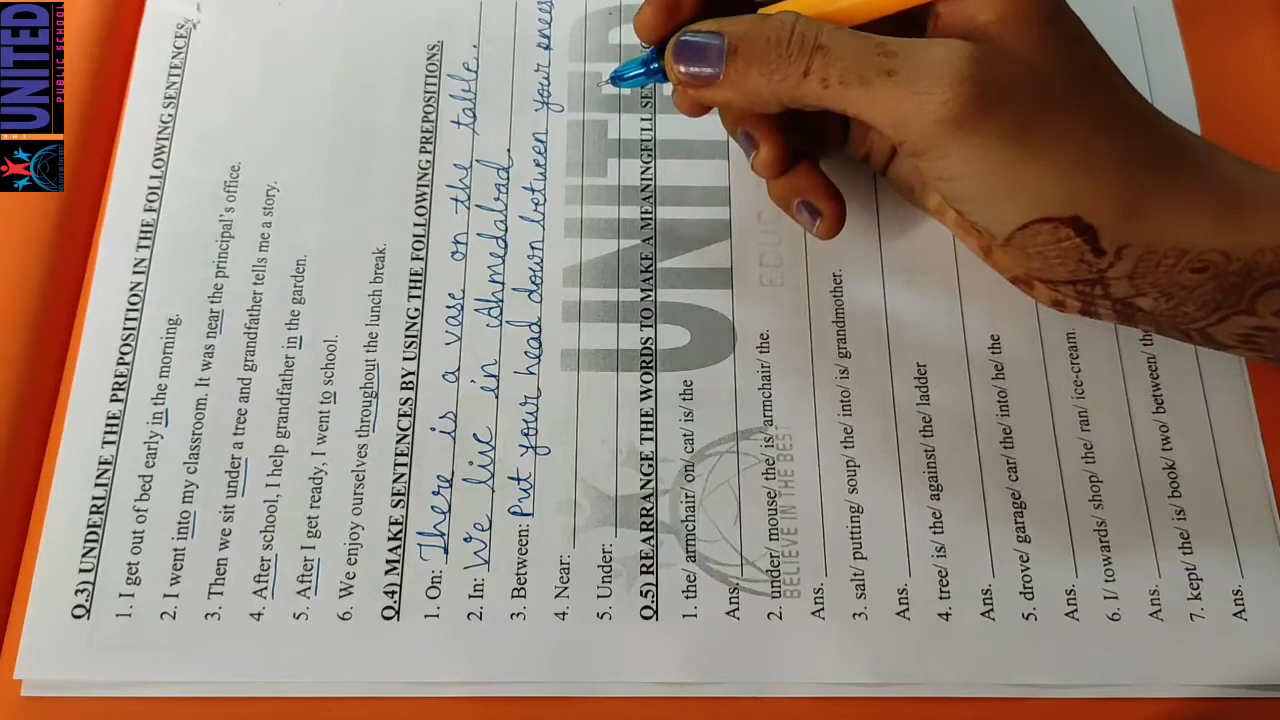 UNITED
PUBLIC SCHOOL
Q.3) UNDERLINE THE PREPOSITION IN THE FOLLOWING SENTENCES
1. I get out of bed early in the morning.
2. I went into my classroom. It was near the principal's office.
3. Then we sit under a tree and grandfather tells me a story.
4. After school, I help grandfather in the garden.
5. After I get ready, I went to school.
6. We enjoy ourselves throughout the lunch break.
Q.4) MAKE SENTENCES BY USING THE FOLLOWING PREPOSITIONS.
1. On: There is a vase on the table.
2. In: We live in Ahmedabad.
3. Between: Put your head down between your knees
4. Near:
5. Under:
Q.5) REARRANGE THE WORDS TO MAKE A MEANINGFULL
1. the/ armchair/ on/ cat/ is/ the
Ans.
2. under/ mouse/ the/ is/ armchair/ the.
Ans.
3. salt/ putting/ soup/ the/ into/ is/ grandmother.
Ans.
4. tree/ is/ the/ against/ the/ ladder
Ans.
5. drove/ garage/ car/ the/ into/ he/ the
Ans.
6. I/ towards/ shop/ the/ ran/ ice-cream.
Ans.
7. kept/ the/ is/ book/ two/ between/
Ans.
UNITED
BELIEVE IN THE BEST